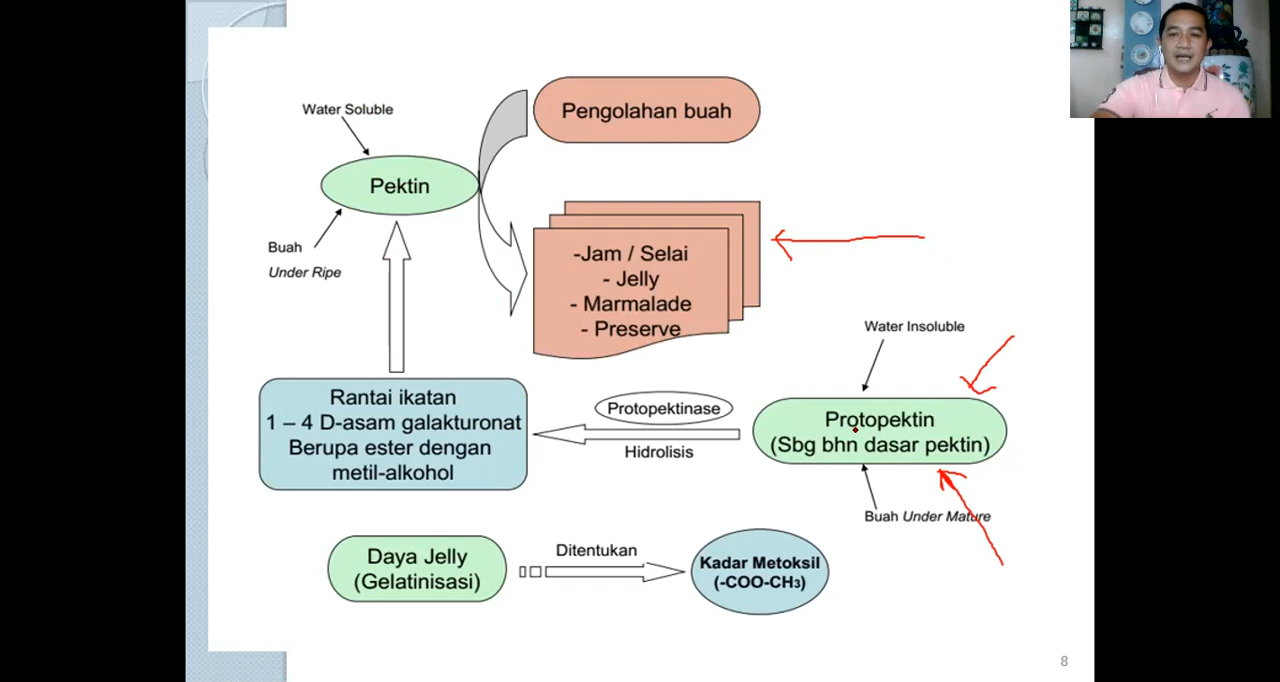 Water Soluble
Pengolahan buah
Pektin
Buah
Under Ripe
-Jam / Selai
- Jelly
- Marmalade
- Preserve
Water Insoluble
Rantai ikatan
1 – 4 D-asam galakturonat
Berupa ester dengan
metil-alkohol
Protopektinase
Hidrolisis
Protopektin
(Sbg bhn dasar pektin)
Buah Under Mature
Daya Jelly
(Gelatinisasi)
Ditentukan
Kadar Metoksil
(-COO-CH₃)
8